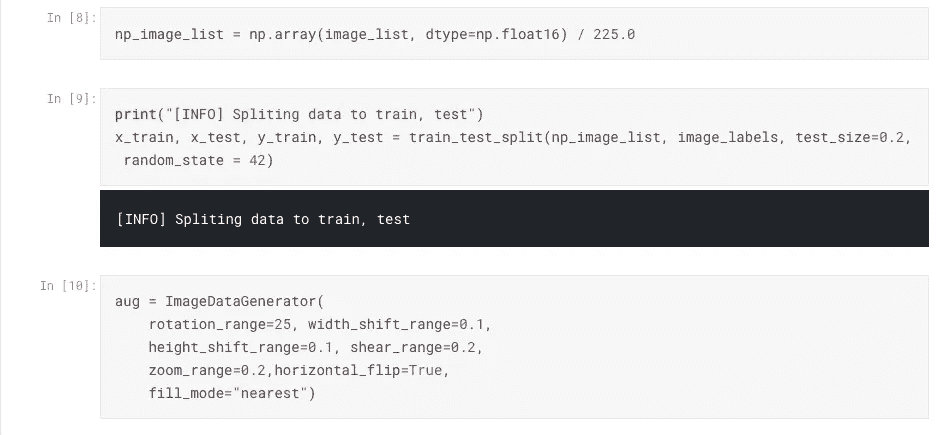 In [8]:
np_image_list = np.array(image_list, dtype=np.float16) / 225.0
In [9]:
print("[INFO] Spliting data to train, test")
x_train, x_test, y_train, y_test = train_test_split(np_image_list, image_labels, test_size=0.2,
 random_state = 42)
[INFO] Spliting data to train, test
In [10]:
aug = ImageDataGenerator(
    rotation_range=25, width_shift_range=0.1,
    height_shift_range=0.1, shear_range=0.2,
    zoom_range=0.2,horizontal_flip=True,
    fill_mode="nearest")